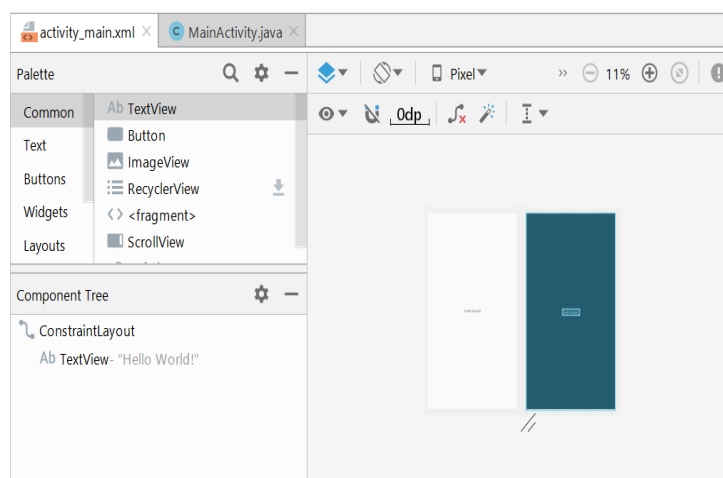 activity_main.xml
C MainActivity.java
Palette
Pixel
11%
Common
Text
Buttons
Widgets
Layouts
Ab TextView
Button
ImageView
RecyclerView
<fragment>
ScrollView
0dp
Component Tree
ConstraintLayout
Ab TextView- "Hello World!"